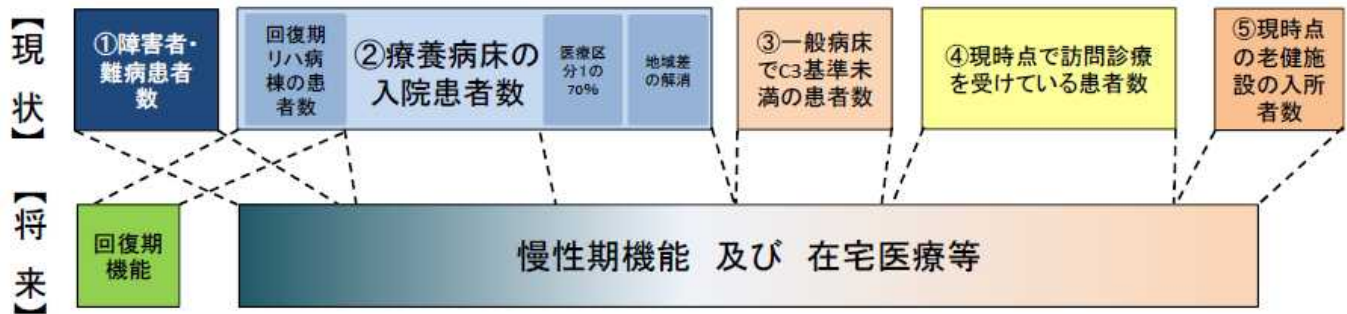 【現状】
①障害者・
難病患者
数
回復期
リハ病
棟の患
者数
②療養病床の
入院患者数
医療区
分1の
70%
地域差
の解消
③一般病床
でC3基準未
満の患者数
④現時点で訪問診療
を受けている患者数
⑤現時点
の老健施
設の入所
者数
【将来】
回復期
機能
慢性期機能 及び 在宅医療等